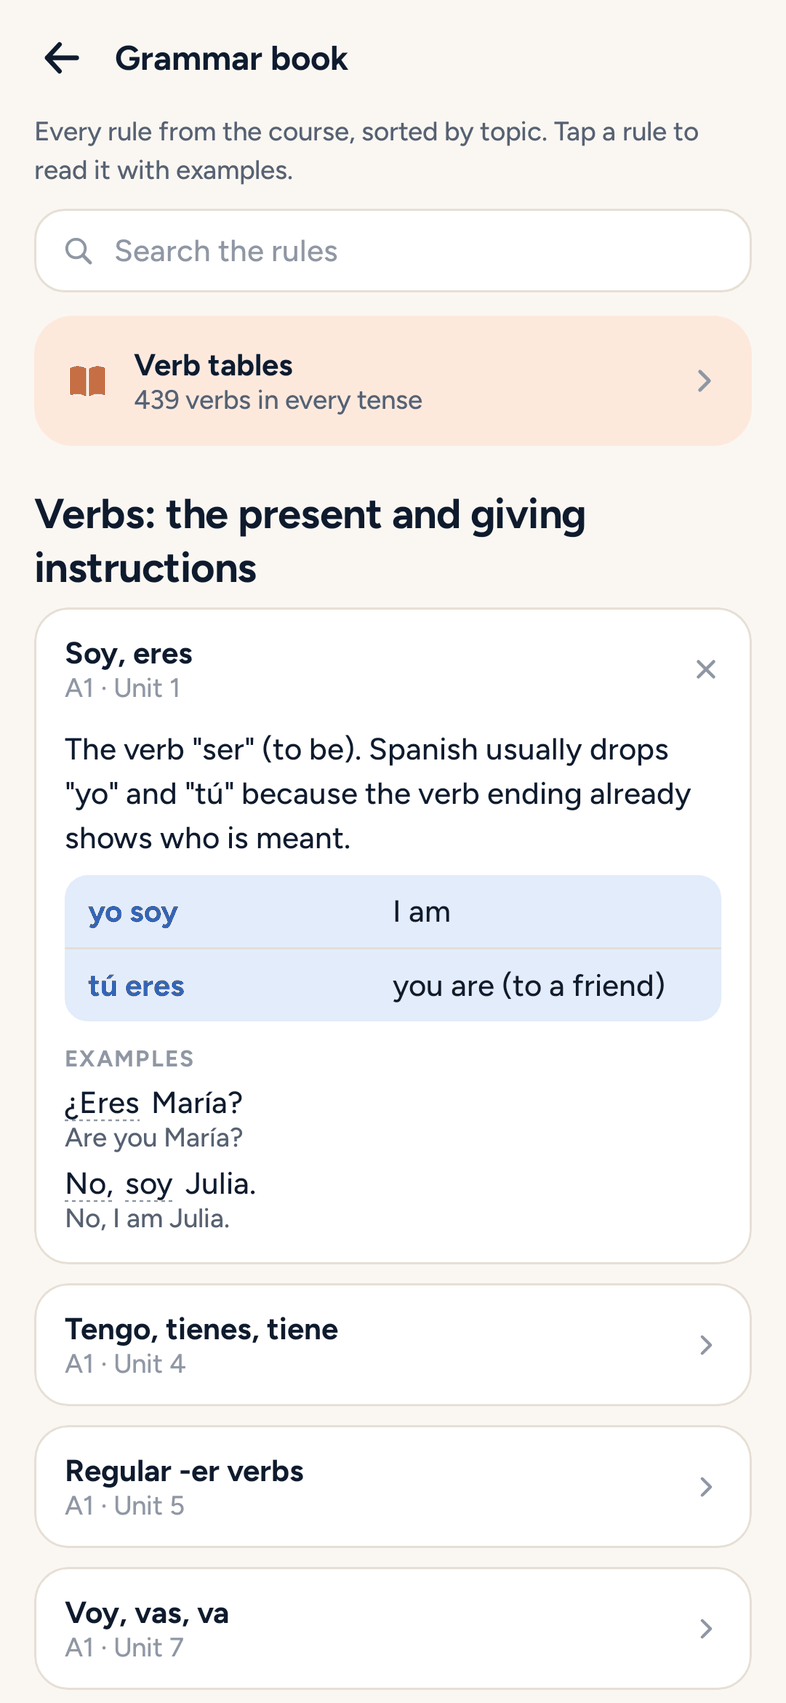 Grammar book
Every rule from the course, sorted by topic. Tap a rule to
read it with examples.
Search the rules
Verb tables
439 verbs in every tense
Verbs: the present and giving
instructions
Soy, eres
A1 · Unit 1
The verb "ser" (to be). Spanish usually drops
"yo" and "tú" because the verb ending already
shows who is meant.
yo soy I am
tú eres you are (to a friend)
EXAMPLES
¿Eres María?
Are you María?
No, soy Julia.
No, I am Julia.
Tengo, tienes, tiene
A1 · Unit 4
Regular -er verbs
A1 · Unit 5
Voy, vas, va
A1 · Unit 7